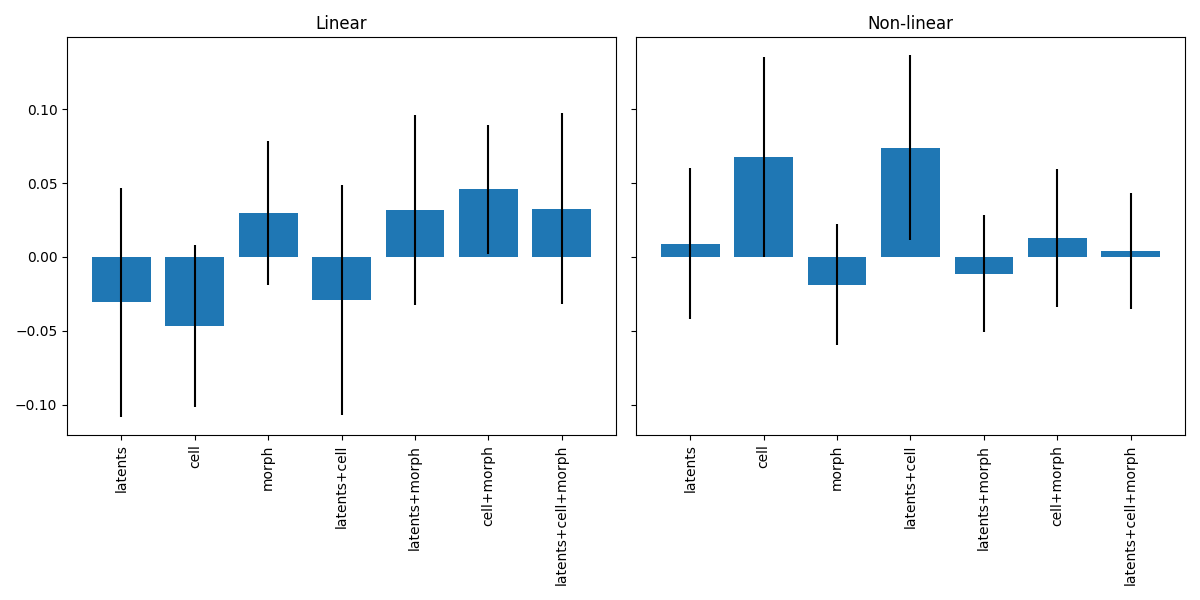 Linear
Non-linear
0.10
0.05
0.00
−0.05
−0.10
latents
cell
morph
latents+cell
latents+morph
cell+morph
latents+cell+morph
latents
cell
morph
latents+cell
latents+morph
cell+morph
latents+cell+morph